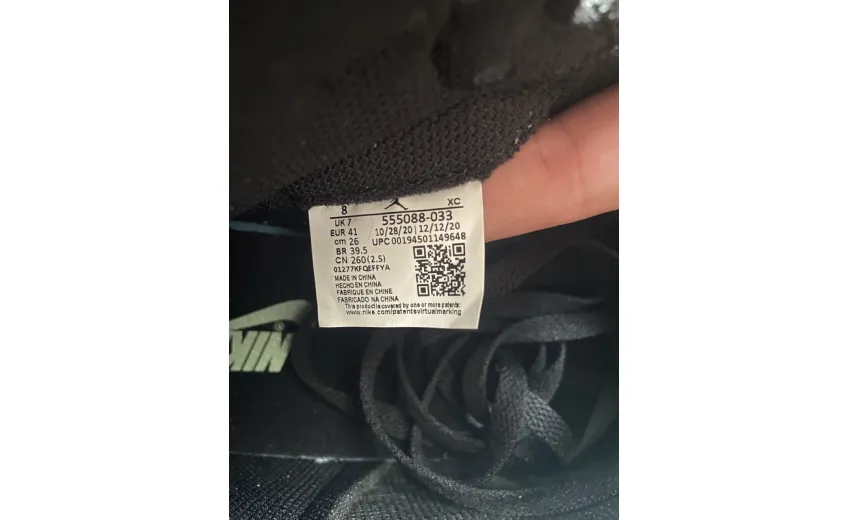 8 XC
UK 7 555088-033
EUR 41 10/28/20 | 12/12/20
cm 26 UPC 00194501149648
BR 39.5
CN 260(2.5)
MADE IN CHINA
HECHO EN CHINA
FABRIQUE EN CHINE
FABRICADO NA CHINA
This product is covered by one or more patents:
www.nike.com/patentsvirtualmarking
NIKE